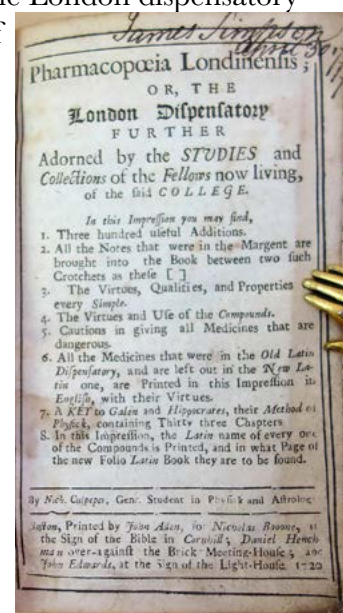 e London dispensatory
f
James Simpson
April 30
Pharmacopœia Londinensis;
OR, THE
London Dispensatory
FURTHER
Adorned by the STVDIES and
Collections of the Fellows now living,
of the said COLLEGE.
In this Impression you may find,
1. Three hundred useful Additions.
2. All the Notes that were in the Margent are
brought into the Book between two such
Crotchets as these [ ]
3. The Virtues, Qualities, and Properties
every Simple.
4. The Virtues and Use of the Compounds.
5. Cautions in giving all Medicines that are
dangerous.
6. All the Medicines that were in the Old Latin
Dispensatory, and are left out in the New La-
tin one, are Printed in this Impression in
English, with their Virtues.
7. A KEY to Galen and Hippocrates, their Method of
Physick, containing Thirty three Chapters
8. In this Impression, the Latin name of every one
of the Compounds is Printed, and in what Page of
the new Folio Latin Book they are to be found.
By Nich. Culpeper, Gent. Student in Physick and Astrolog
Boston, Printed by John Allen, for Nicholas Boone, at
the Sign of the Bible in Cornhill; Daniel Hench
man over-against the Brick Meeting-House; and
John Edwards, at the Sign of the Light-House. 1720